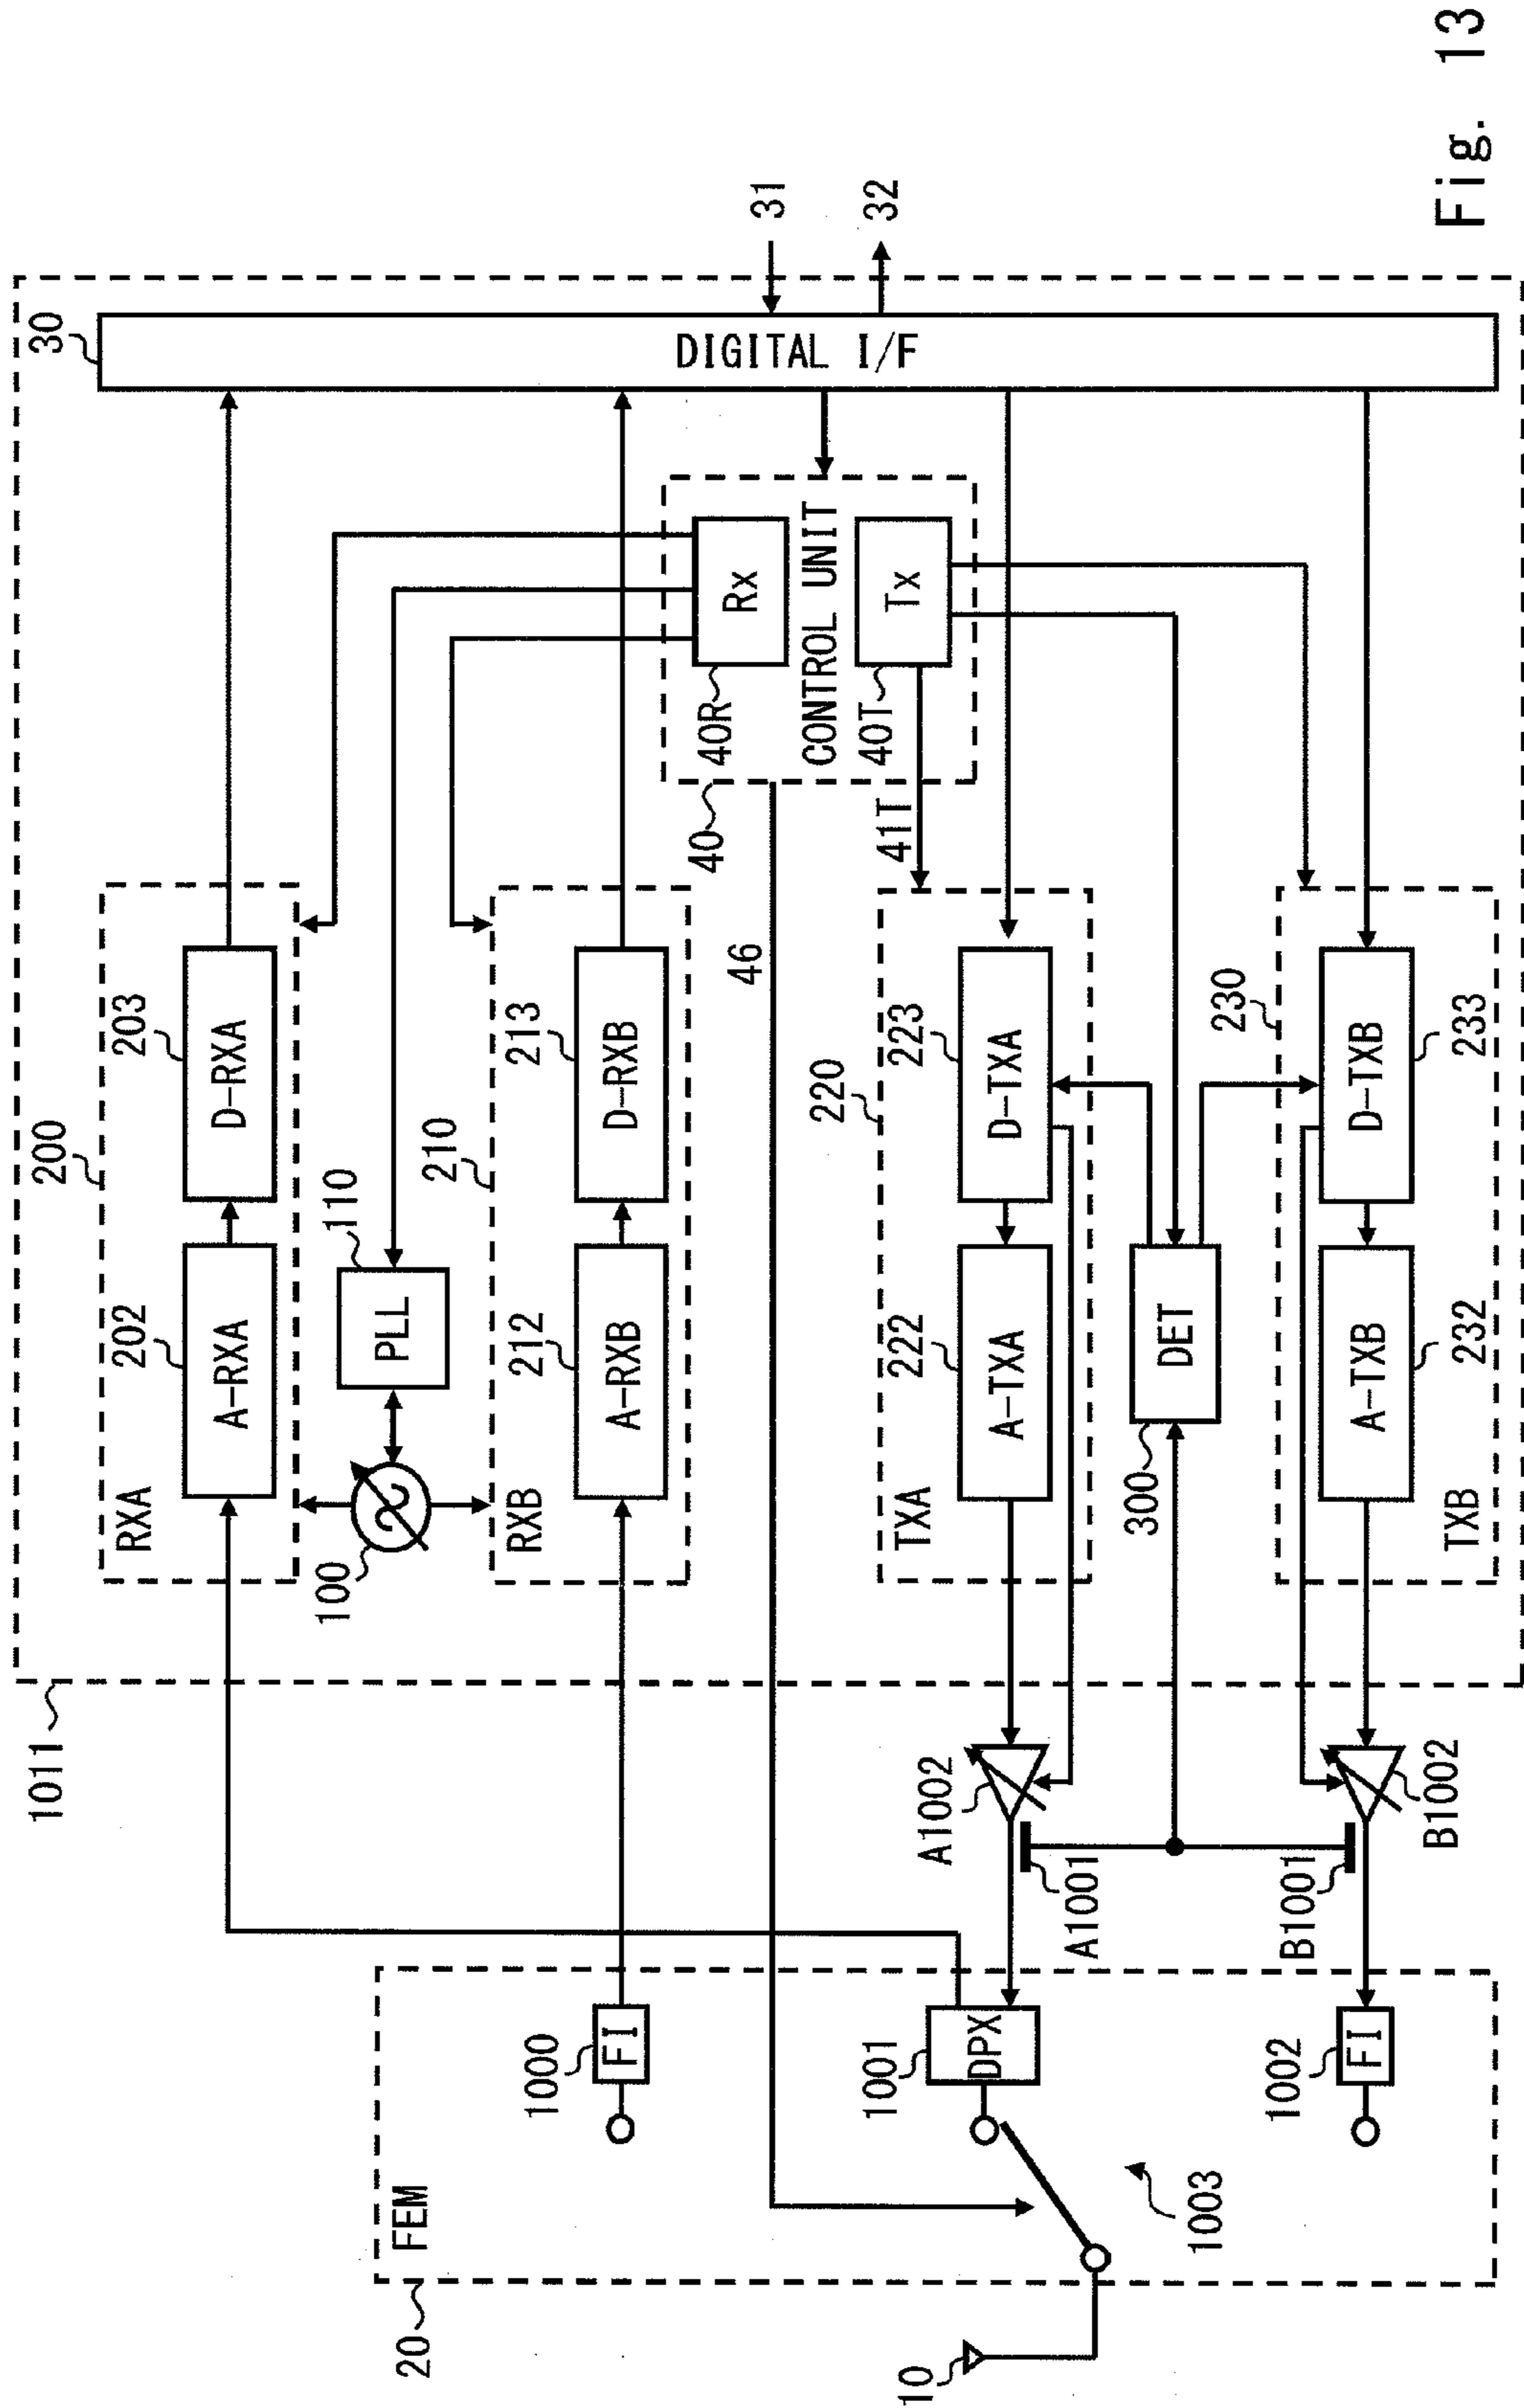 Fig. 13
1011
30
DIGITAL I/F
31
32
200
RXA
202
A-RXA
203
D-RXA
100
110
PLL
210
RXB
212
A-RXB
213
D-RXB
40
40R
Rx
CONTROL UNIT
40T
Tx
41T
46
220
TXA
222
A-TXA
223
D-TXA
300
DET
230
TXB
232
A-TXB
233
D-TXB
A1002
A1001
B1001
B1002
20
FEM
1000
FI
1001
DPX
1002
FI
1003
10